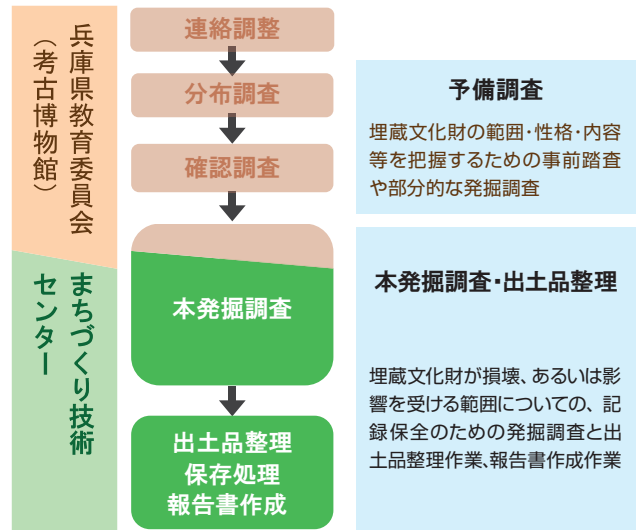 兵庫県教育委員会
（考古博物館）
まちづくり技術
センター
連絡調整
分布調査
確認調査
本発掘調査
出土品整理
保存処理
報告書作成
予備調査
埋蔵文化財の範囲・性格・内容
等を把握するための事前踏査
や部分的な発掘調査
本発掘調査・出土品整理
埋蔵文化財が損壊、あるいは影
響を受ける範囲についての、記
録保全のための発掘調査と出
土品整理作業、報告書作成作業